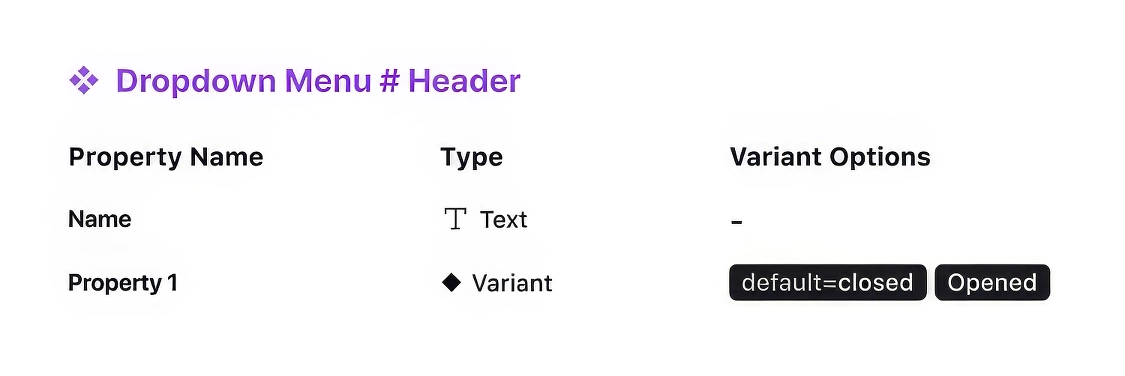 Dropdown Menu # Header
Property Name Type Variant Options
Name Text -
Property 1 Variant default=closed Opened